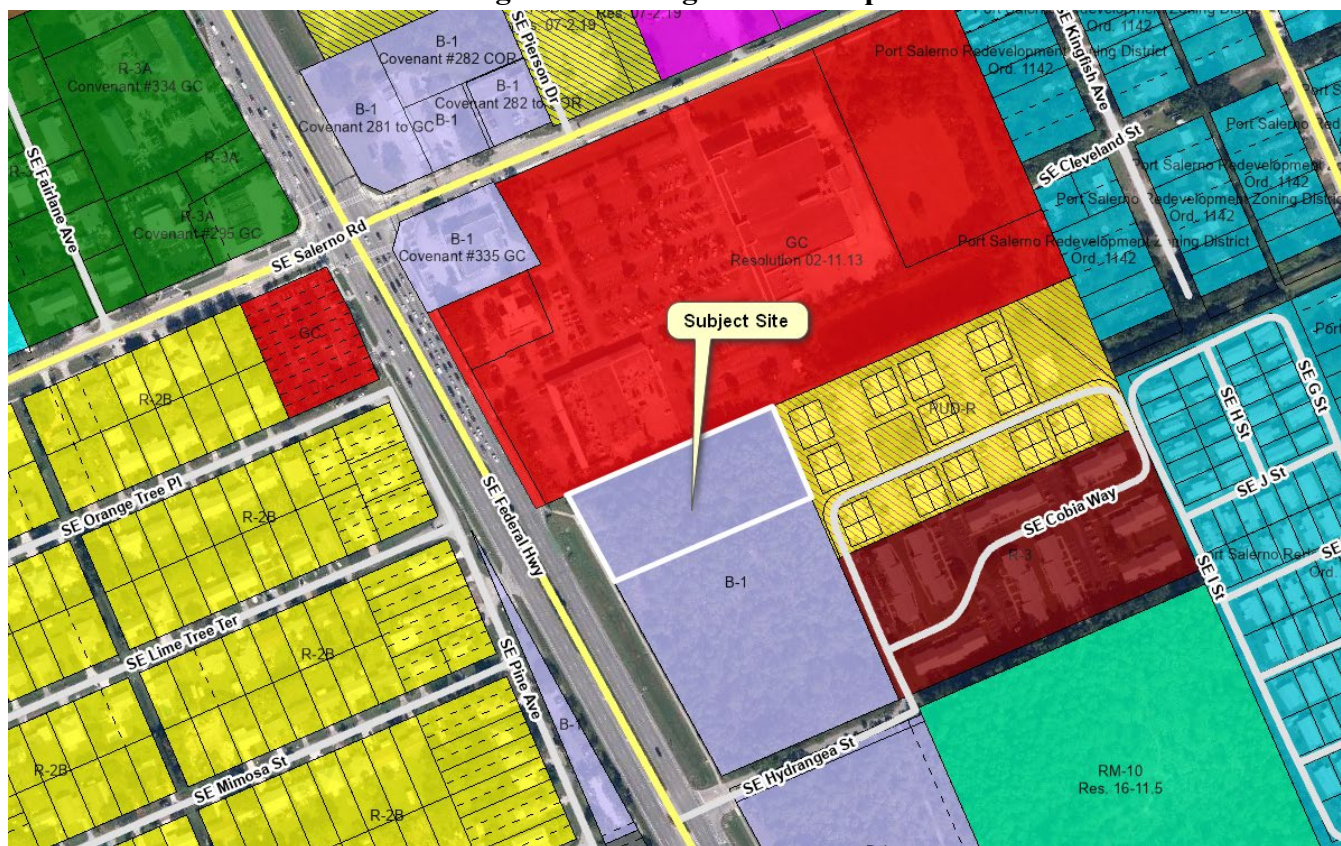 Res. 07-2.19
SE Pierson Dr
B-1
Covenant #282 COR
R-3A
Convenant #334 GC
B-1
Covenant 282 to COR
B-1
B-1
Covenant 281 to GC
Port Salerno Redevelopment Zoning District
Ord. 1142
SE Kingfish Ave
SE Cleveland St
Port Salerno Redevelopment Zoning District
Ord. 1142
Port Salerno Redevelopment Zoning District
Ord. 1142
SE Fairlane Ave
R-3A
R-3A
Covenant #295 GC
SE Salerno Rd
B-1
Covenant #335 GC
GC
Resolution 02-11.13
Subject Site
GC
R-2B
PUD-R
SE G St
SE H St
SE J St
SE Orange Tree Pl
R-2B
SE Federal Hwy
SE Cobia Way
R-3
Ord.
SE I St
B-1
SE Lime Tree Ter
R-2B
SE Pine Ave
B-1
SE Hydrangea St
RM-10
Res. 16-11.5
R-2B
SE Mimosa St
R-2B